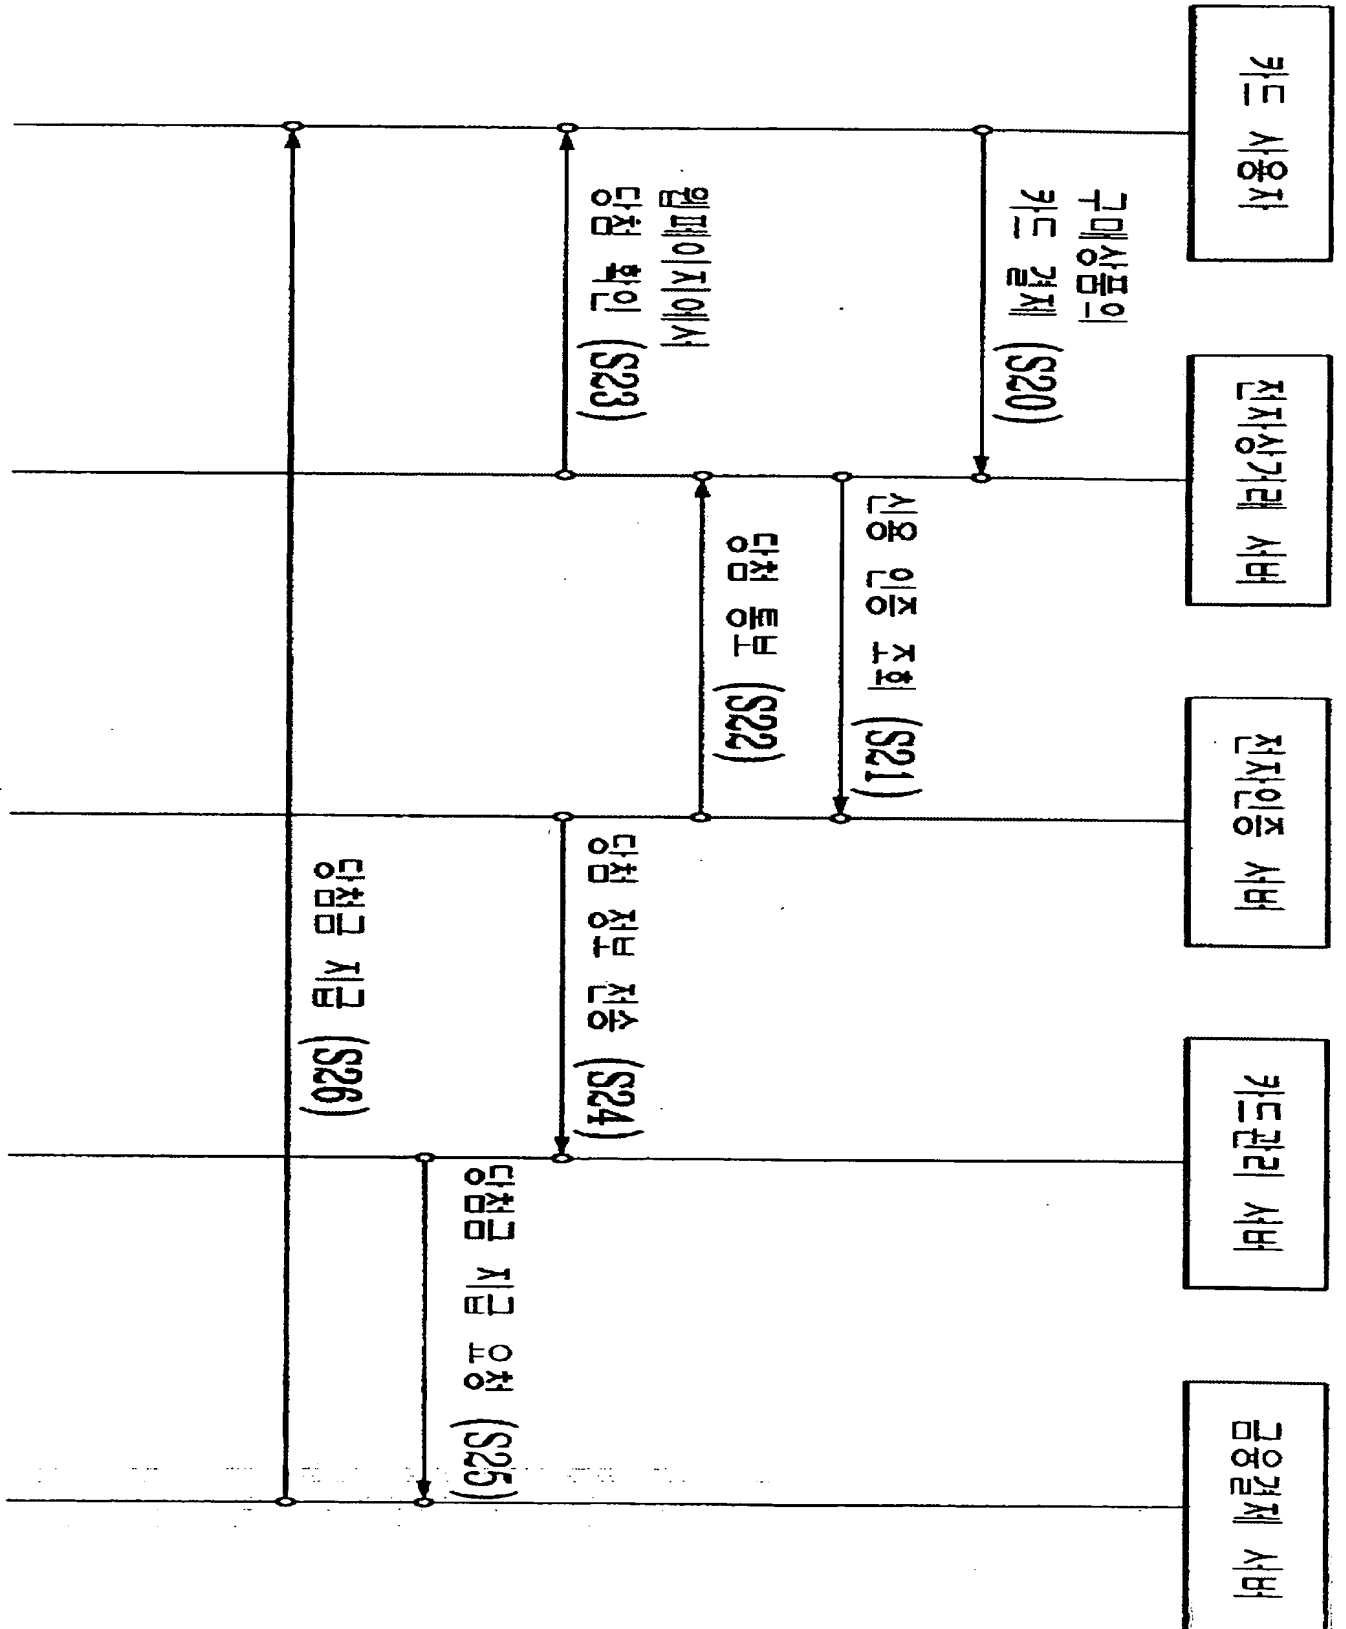 카드 사용자
전자상거래 서버
전자인증 서버
카드관리 서버
금융결제 서버
구매상품의
카드 결제 (S20)
신용 인증 조회 (S21)
당첨 통보 (S22)
웹페이지에서
당첨 확인 (S23)
당첨 정보 전송 (S24)
당첨금 지급 요청 (S25)
당첨금 지급 (S26)